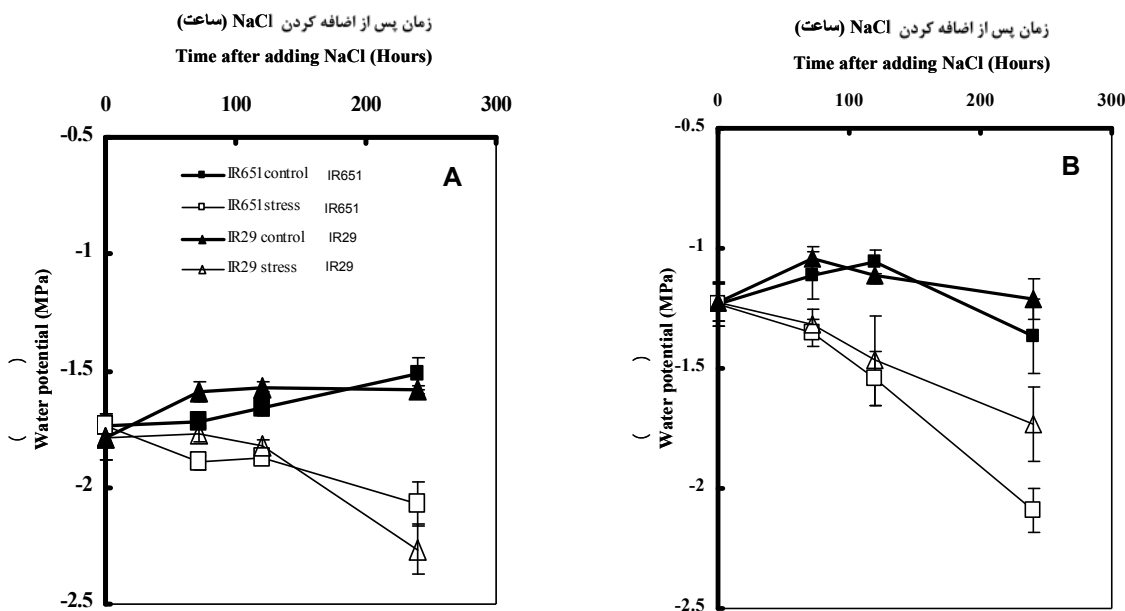 زمان پس از اضافه کردن NaCl (ساعت)
Time after adding NaCl (Hours)
0 100 200 300
-0.5
-1
-1.5
-2
-2.5
Water potential (MPa)
( )
A
IR651control IR651
IR651stress IR651
IR29 control IR29
IR29 stress IR29
زمان پس از اضافه کردن NaCl (ساعت)
Time after adding NaCl (Hours)
0 100 200 300
-0.5
-1
-1.5
-2
-2.5
Water potential (MPa)
( )
B